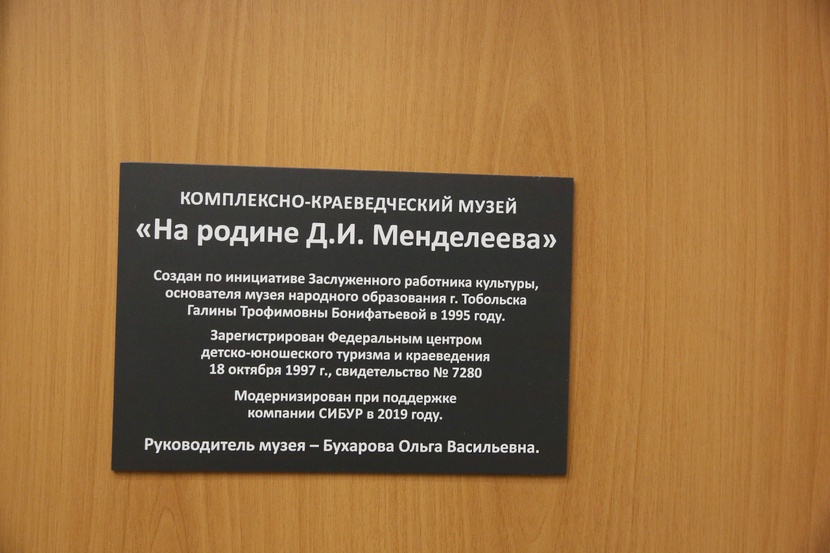 КОМПЛЕКСНО-КРАЕВЕДЧЕСКИЙ МУЗЕЙ
«На родине Д.И. Менделеева»
Создан по инициативе Заслуженного работника культуры,
основателя музея народного образования г. Тобольска
Галины Трофимовны Бонифатьевой в 1995 году.
Зарегистрирован Федеральным центром
детско-юношеского туризма и краеведения
18 октября 1997 г., свидетельство № 7280
Модернизирован при поддержке
компании СИБУР в 2019 году.
Руководитель музея – Бухарова Ольга Васильевна.